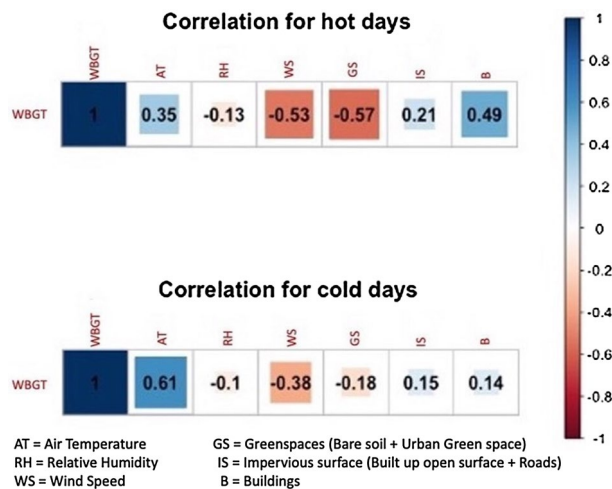 Correlation for hot days
WBGT AT RH WS GS IS B
WBGT 1 0.35 -0.13 -0.53 -0.57 0.21 0.49
1
0.8
0.6
0.4
0.2
0
-0.2
-0.4
-0.6
-0.8
-1
Correlation for cold days
WBGT AT RH WS GS IS B
WBGT 1 0.61 -0.1 -0.38 -0.18 0.15 0.14
AT = Air Temperature
RH = Relative Humidity
WS = Wind Speed
GS = Greenspaces (Bare soil + Urban Green space)
IS = Impervious surface (Built up open surface + Roads)
B = Buildings